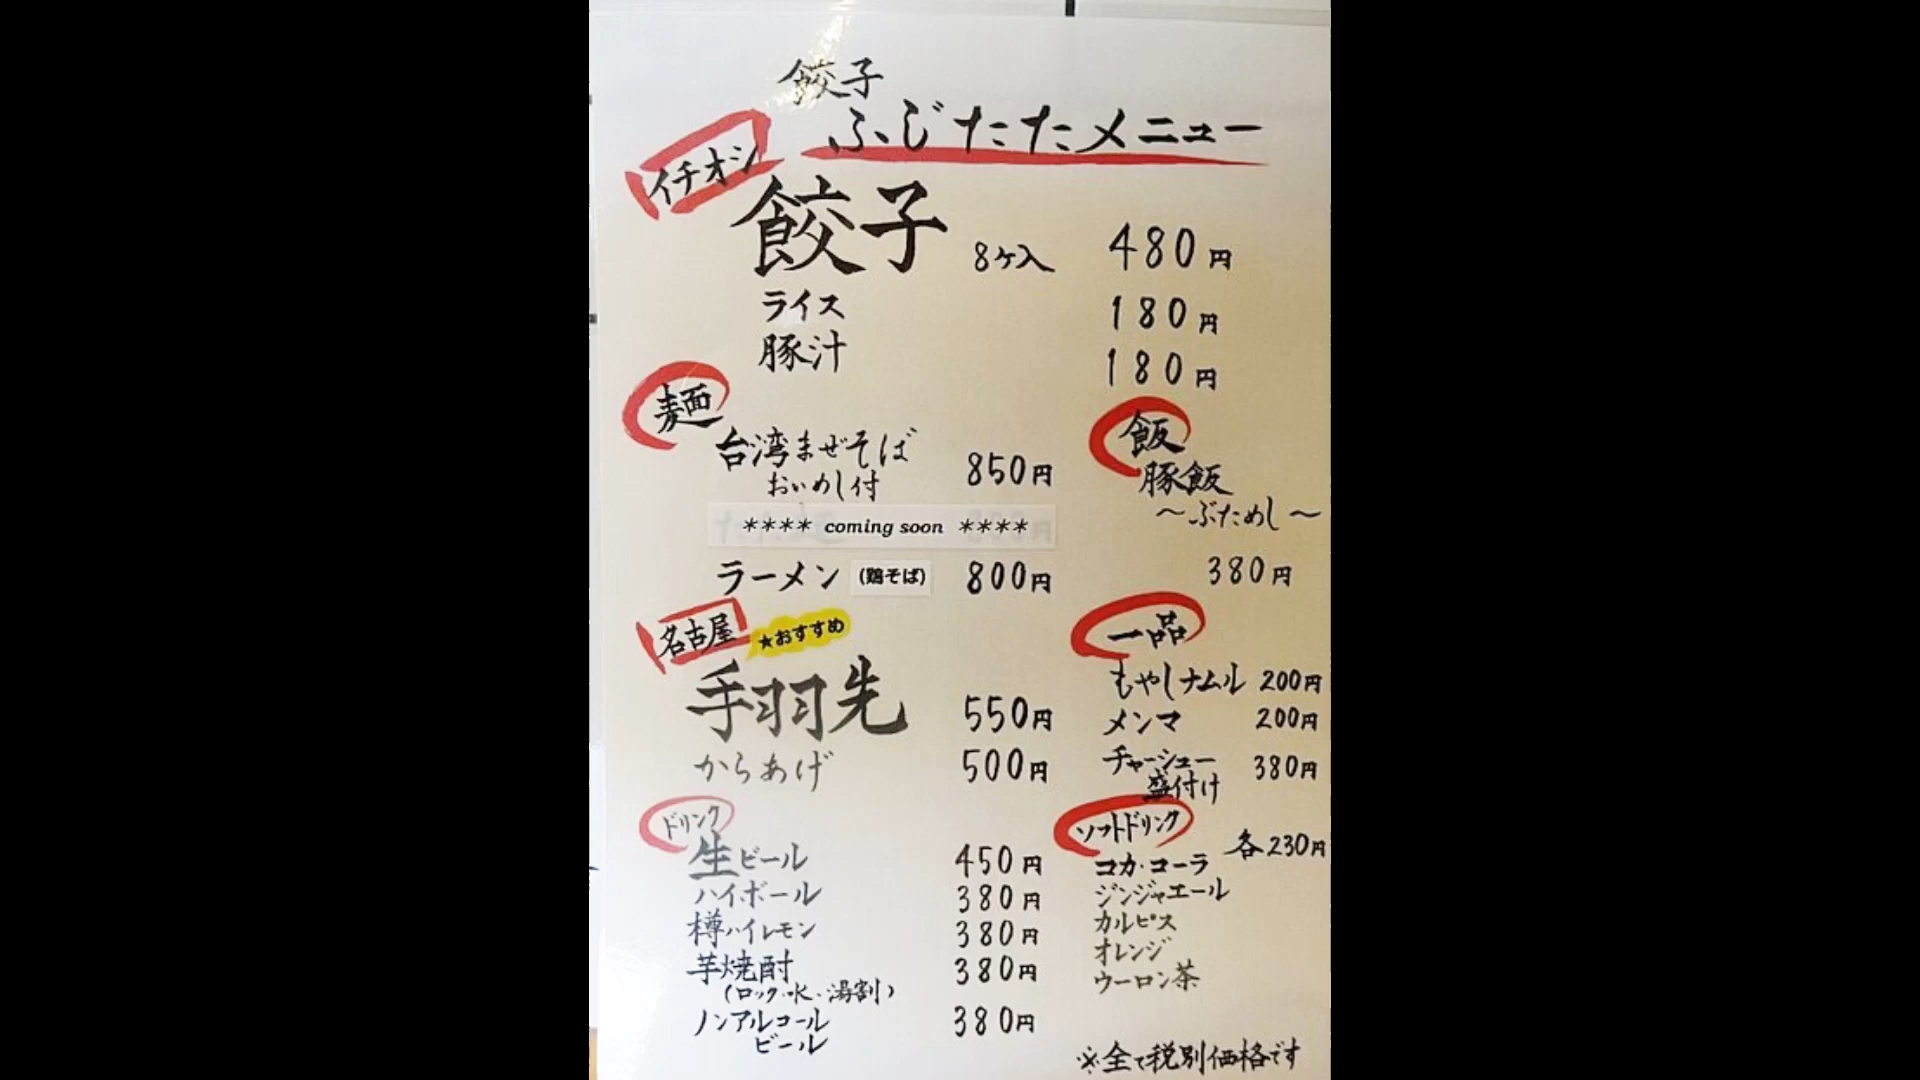 餃子
ふじたたメニュー
イチオシ
餃子 8ケ入 480円
ライス 180円
豚汁 180円
麺
台湾まぜそば 850円
おいめし付
**** coming soon ****
ラーメン (鶏そば) 800円
飯
豚飯
～ぶためし～
380円
名古屋 ★おすすめ
手羽先 550円
からあげ 500円
一品
もやしナムル 200円
メンマ 200円
チャーシュー 380円
盛付け
ドリンク
生ビール 450円
ハイボール 380円
樽ハイレモン 380円
芋焼酎 380円
(ロック・水・湯割)
ノンアルコール 380円
ビール
ソフトドリンク 各230円
コカ・コーラ
ジンジャエール
カルピス
オレンジ
ウーロン茶
※全て税別価格です